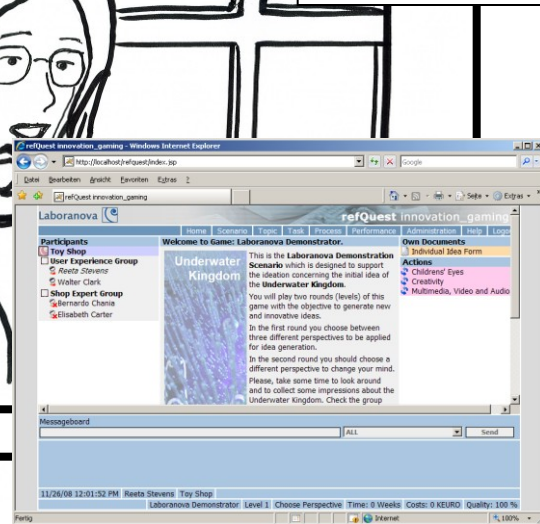 refQuest innovation_gaming - Windows Internet Explorer
http://localhost/refquest/index.jsp
Google
Datei Bearbeiten Ansicht Favoriten Extras ?
refQuest innovation_gaming
Seite
Extras
Laboranova
refQuest innovation_gaming
Home Scenario Topic Task Process Performance Administration Help Logo
Participants
Toy Shop
User Experience Group
Reeta Stevens
Walter Clark
Shop Expert Group
Bernardo Chania
Elisabeth Carter
Welcome to Game: Laboranova Demonstrator.
Underwater
Kingdom
This is the Laboranova Demonstration
Scenario which is designed to support
the ideation concerning the initial idea of
the Underwater Kingdom.
You will play two rounds (levels) of this
game with the objective to generate new
and innovative ideas.
In the first round you choose between
three different perspectives to be applied
for idea generation.
In the second round you should choose a
different perspective to change your mind.
Please, take some time to look around
and to collect some impressions about the
Underwater Kingdom. Check the group
Own Documents
Individual Idea Form
Actions
Childrens' Eyes
Creativity
Multimedia, Video and Audio
Messageboard
ALL
Send
11/26/08 12:01:52 PM Reeta Stevens Toy Shop
Laboranova Demonstrator Level 1 Choose Perspective Time: 0 Weeks Costs: 0 KEURO Quality: 100 %
Fertig
Internet
100%